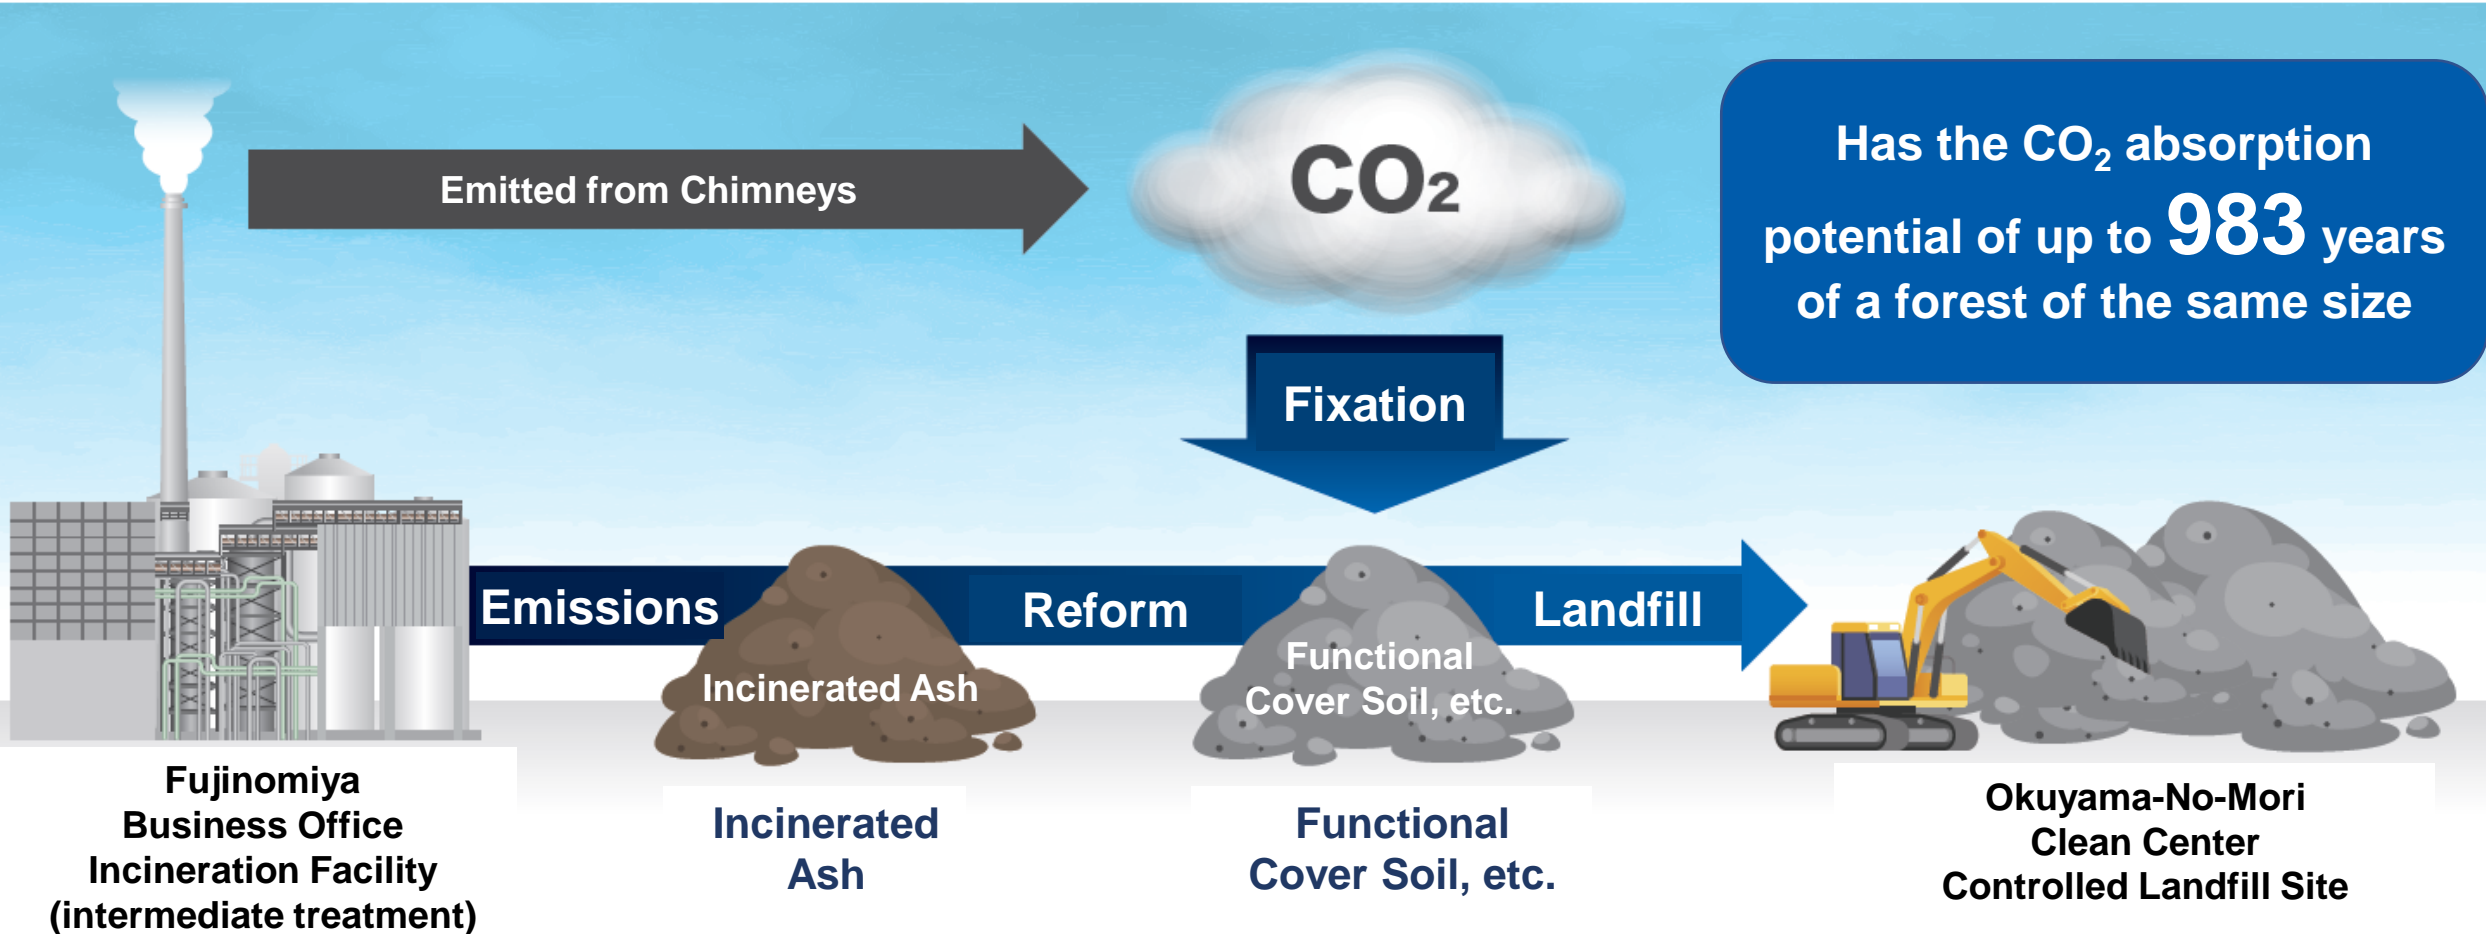 Emitted from Chimneys
CO₂
Has the CO₂ absorption
potential of up to 983 years
of a forest of the same size
Fixation
Emissions
Reform
Landfill
Incinerated Ash
Functional
Cover Soil, etc.
Fujinomiya
Business Office
Incineration Facility
(intermediate treatment)
Incinerated
Ash
Functional
Cover Soil, etc.
Okuyama-No-Mori
Clean Center
Controlled Landfill Site